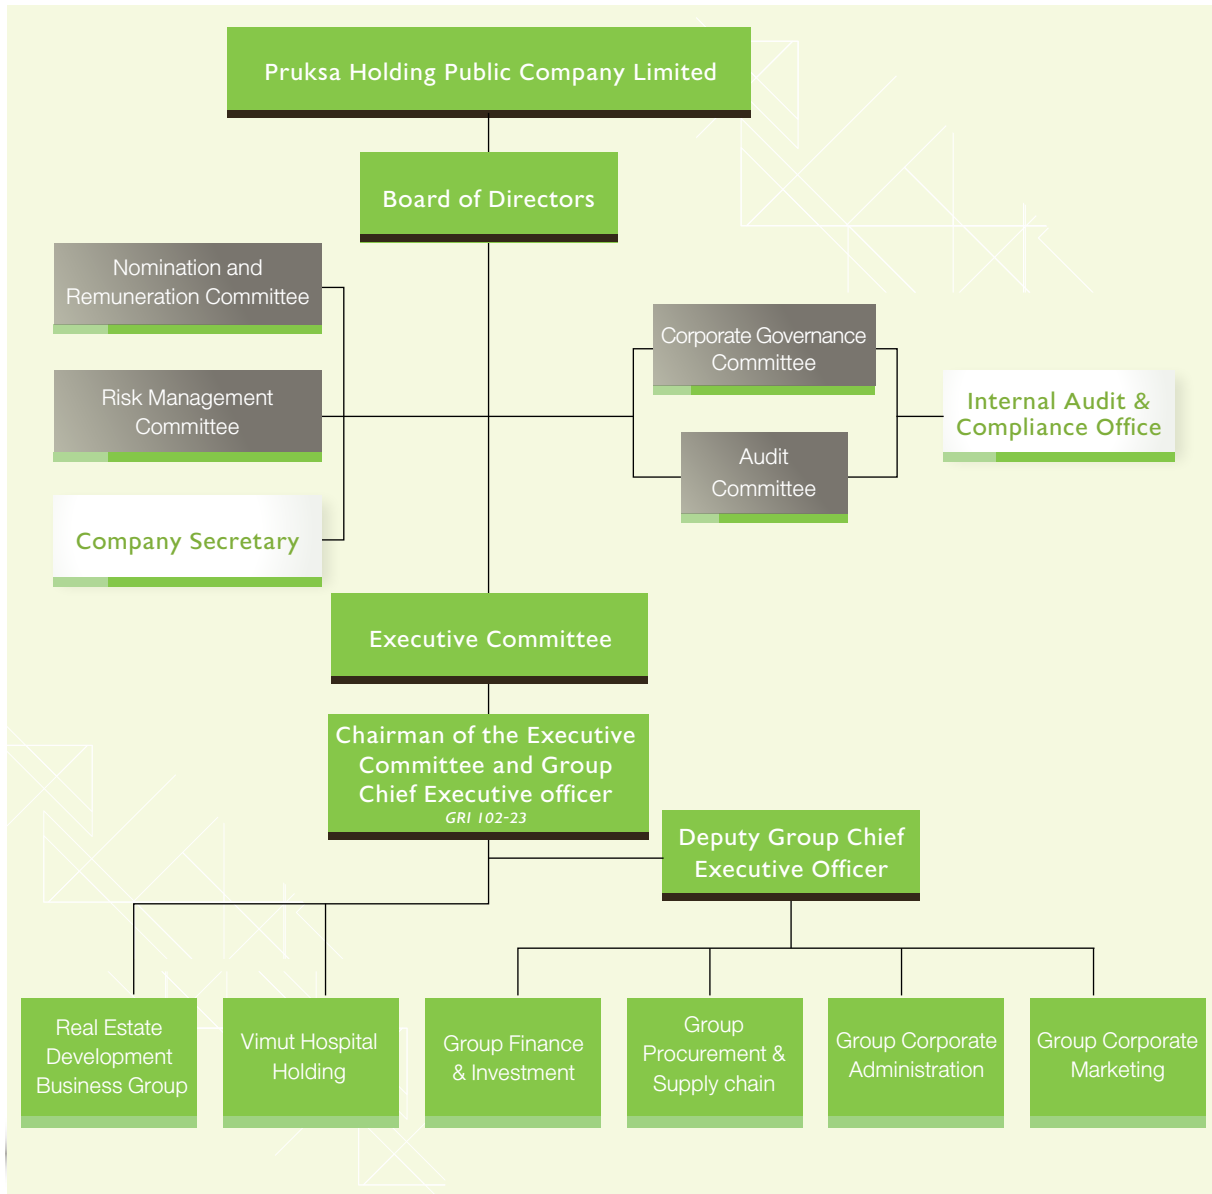 Pruksa Holding Public Company Limited
Board of Directors
Nomination and
Remuneration Committee
Risk Management
Committee
Company Secretary
Corporate Governance
Committee
Audit
Committee
Internal Audit &
Compliance Office
Executive Committee
Chairman of the Executive
Committee and Group
Chief Executive officer
GRI 102-23
Deputy Group Chief
Executive Officer
Real Estate
Development
Business Group
Vimut Hospital
Holding
Group Finance
& Investment
Group
Procurement &
Supply chain
Group Corporate
Administration
Group Corporate
Marketing